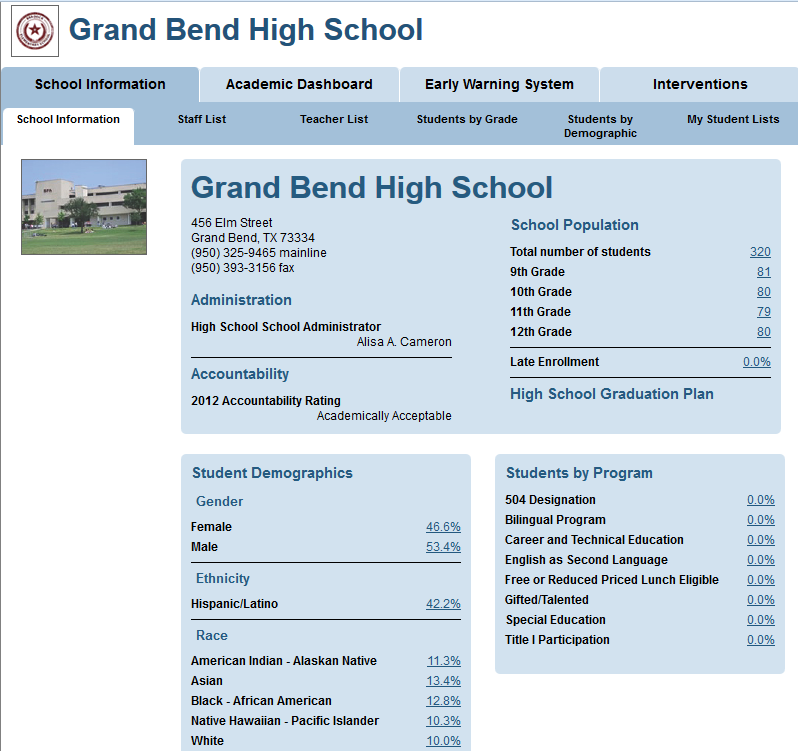 Grand Bend High School
School Information
Academic Dashboard
Early Warning System
Interventions
School Information
Staff List
Teacher List
Students by Grade
Students by
Demographic
My Student Lists
Grand Bend High School
456 Elm Street
Grand Bend, TX 73334
(950) 325-9465 mainline
(950) 393-3156 fax
Administration
High School School Administrator
Alisa A. Cameron
Accountability
2012 Accountability Rating
Academically Acceptable
School Population
Total number of students 320
9th Grade 81
10th Grade 80
11th Grade 79
12th Grade 80
Late Enrollment 0.0%
High School Graduation Plan
Student Demographics
Gender
Female 46.6%
Male 53.4%
Ethnicity
Hispanic/Latino 42.2%
Race
American Indian - Alaskan Native 11.3%
Asian 13.4%
Black - African American 12.8%
Native Hawaiian - Pacific Islander 10.3%
White 10.0%
Students by Program
504 Designation 0.0%
Bilingual Program 0.0%
Career and Technical Education 0.0%
English as Second Language 0.0%
Free or Reduced Priced Lunch Eligible 0.0%
Gifted/Talented 0.0%
Special Education 0.0%
Title I Participation 0.0%